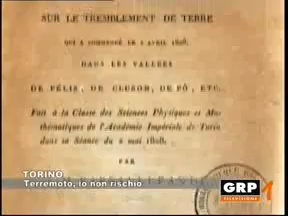 SUR LE TREMBLEMENT DE TERRE
QUI A COMMENCÉ LE 2 AVRIL 1808,
DANS LES VALLÉES
DE PÉLIS, DE CLUSON, DE PÔ, ETC.
Fait à la Classe des Sciences Physiques et Ma-
thématiques de l'Académie Impériale de Turin
dans sa Séance du 2 mai 1808.
PAR
TORINO
Terremoto, io non rischio
GRP
TELEVISIONE
1